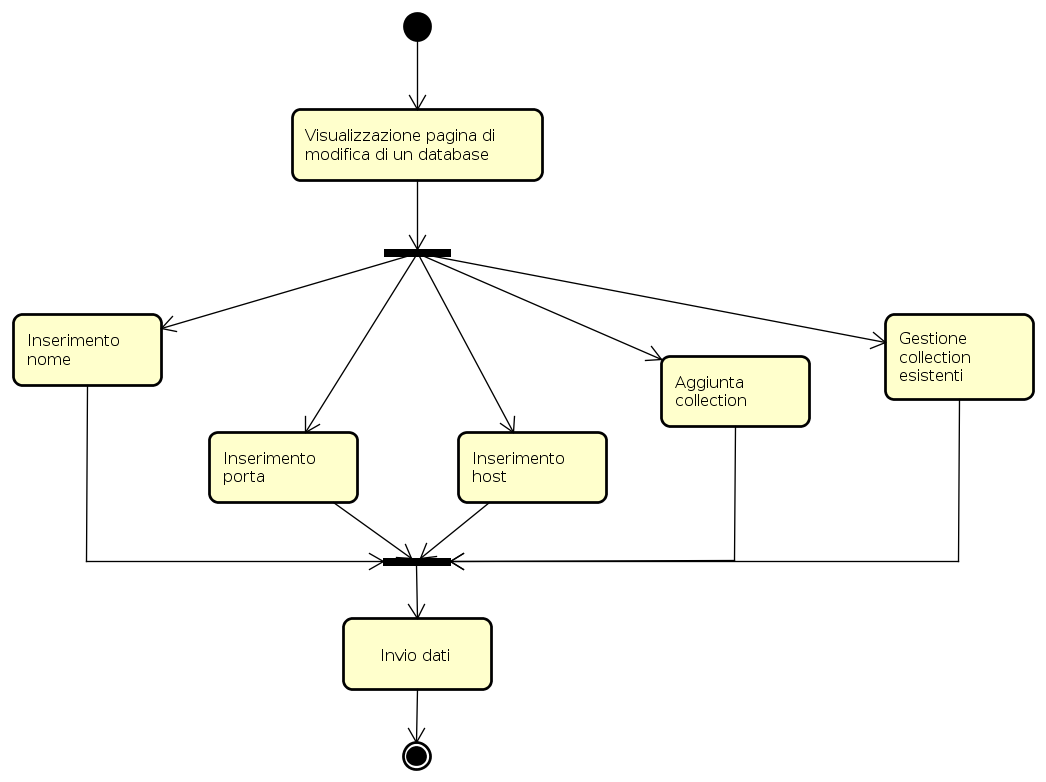 Visualizzazione pagina di
modifica di un database
Inserimento
nome
Gestione
collection
esistenti
Aggiunta
collection
Inserimento
porta
Inserimento
host
Invio dati